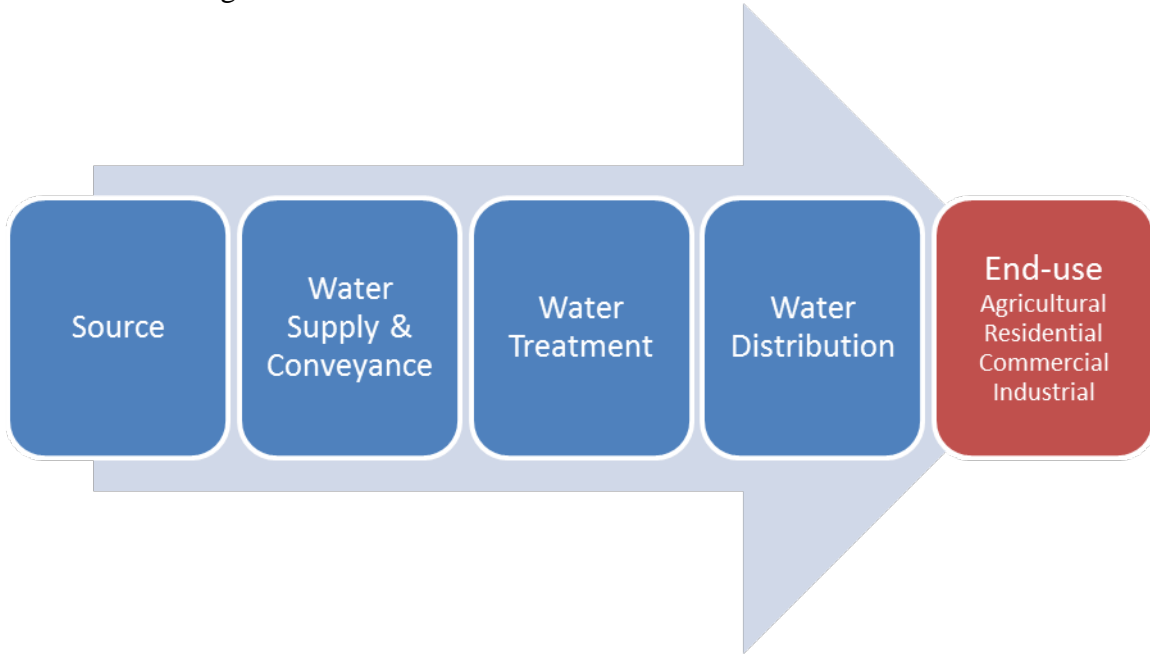 Source
Water
Supply &
Conveyance
Water
Treatment
Water
Distribution
End-use
Agricultural
Residential
Commercial
Industrial